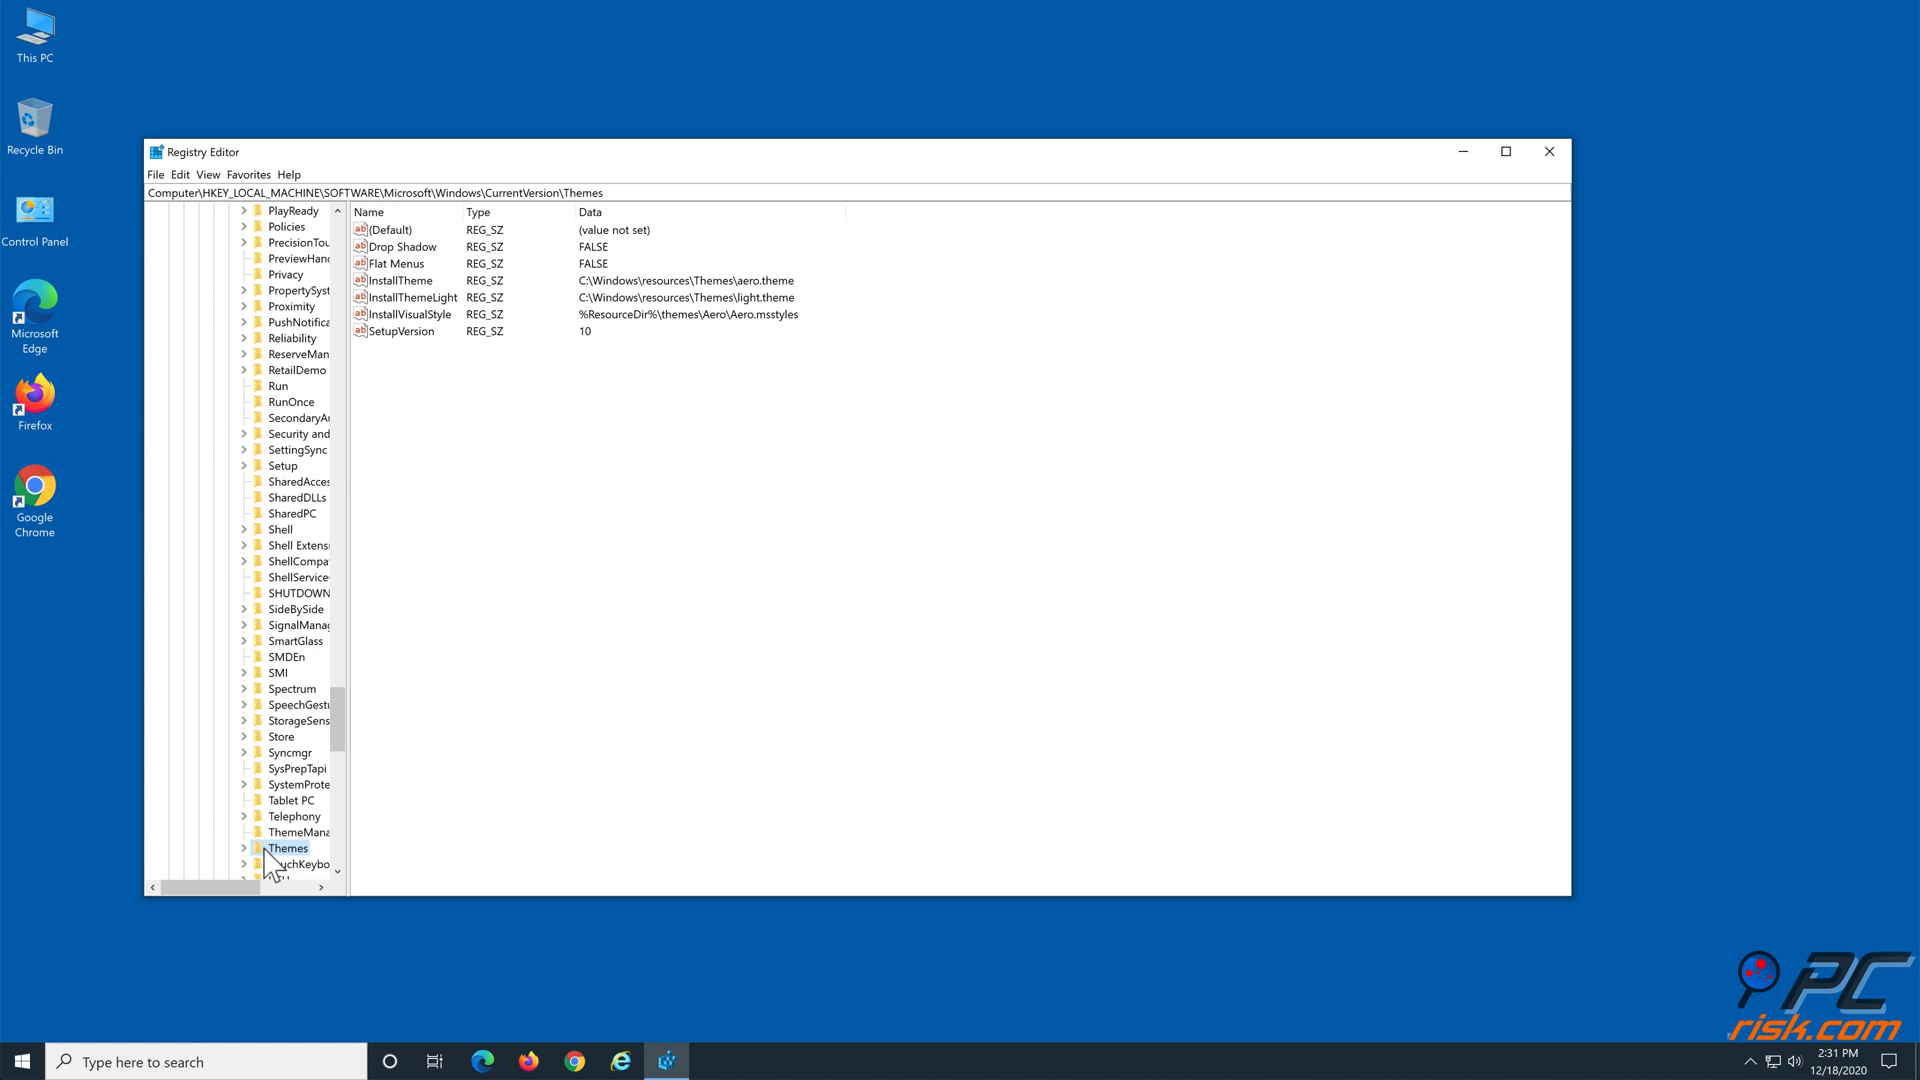 This PC
Recycle Bin
Control Panel
Microsoft
Edge
Firefox
Google
Chrome
Registry Editor
File Edit View Favorites Help
Computer\HKEY_LOCAL_MACHINE\SOFTWARE\Microsoft\Windows\CurrentVersion\Themes
PlayReady
Policies
PrecisionTou
PreviewHand
Privacy
PropertySyst
Proximity
PushNotifica
Reliability
ReserveMan
RetailDemo
Run
RunOnce
SecondaryAu
Security and
SettingSync
Setup
SharedAcces
SharedDLLs
SharedPC
Shell
Shell Extensi
ShellCompa
ShellService
SHUTDOWN
SideBySide
SignalManag
SmartGlass
SMDEn
SMI
Spectrum
SpeechGestu
StorageSens
Store
Syncmgr
SysPrepTapi
SystemProte
Tablet PC
Telephony
ThemeMana
Themes
uchKeybo
Name Type Data
(Default) REG_SZ (value not set)
Drop Shadow REG_SZ FALSE
Flat Menus REG_SZ FALSE
InstallTheme REG_SZ C:\Windows\resources\Themes\aero.theme
InstallThemeLight REG_SZ C:\Windows\resources\Themes\light.theme
InstallVisualStyle REG_SZ %ResourceDir%\themes\Aero\Aero.msstyles
SetupVersion REG_SZ 10
PC
risk.com
Type here to search
2:31 PM
12/18/2020